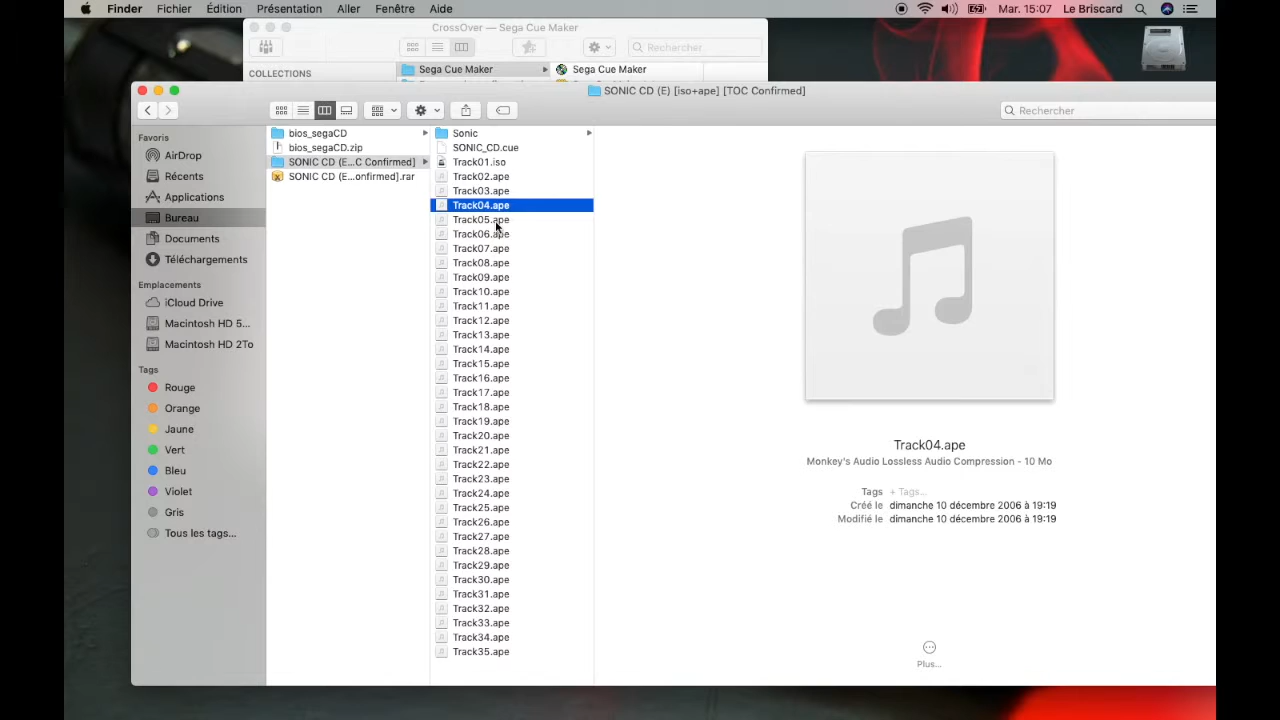 Finder Fichier Édition Présentation Aller Fenêtre Aide Mar. 15:07 Le Briscard
CrossOver — Sega Cue Maker
Rechercher
COLLECTIONS
Sega Cue Maker
Sega Cue Maker
SONIC CD (E) [iso+ape] [TOC Confirmed]
Rechercher
Favoris
AirDrop
Récents
Applications
Bureau
Documents
Téléchargements
Emplacements
iCloud Drive
Macintosh HD 5...
Macintosh HD 2To
Tags
Rouge
Orange
Jaune
Vert
Bleu
Violet
Gris
Tous les tags...
bios_segaCD
bios_segaCD.zip
SONIC CD (E...C Confirmed]
SONIC CD (E...onfirmed].rar
Sonic
SONIC_CD.cue
Track01.iso
Track02.ape
Track03.ape
Track04.ape
Track05.ape
Track06.ape
Track07.ape
Track08.ape
Track09.ape
Track10.ape
Track11.ape
Track12.ape
Track13.ape
Track14.ape
Track15.ape
Track16.ape
Track17.ape
Track18.ape
Track19.ape
Track20.ape
Track21.ape
Track22.ape
Track23.ape
Track24.ape
Track25.ape
Track26.ape
Track27.ape
Track28.ape
Track29.ape
Track30.ape
Track31.ape
Track32.ape
Track33.ape
Track34.ape
Track35.ape
Track04.ape
Monkey's Audio Lossless Audio Compression - 10 Mo
Tags + Tags...
Créé le dimanche 10 décembre 2006 à 19:19
Modifié le dimanche 10 décembre 2006 à 19:19
Plus...